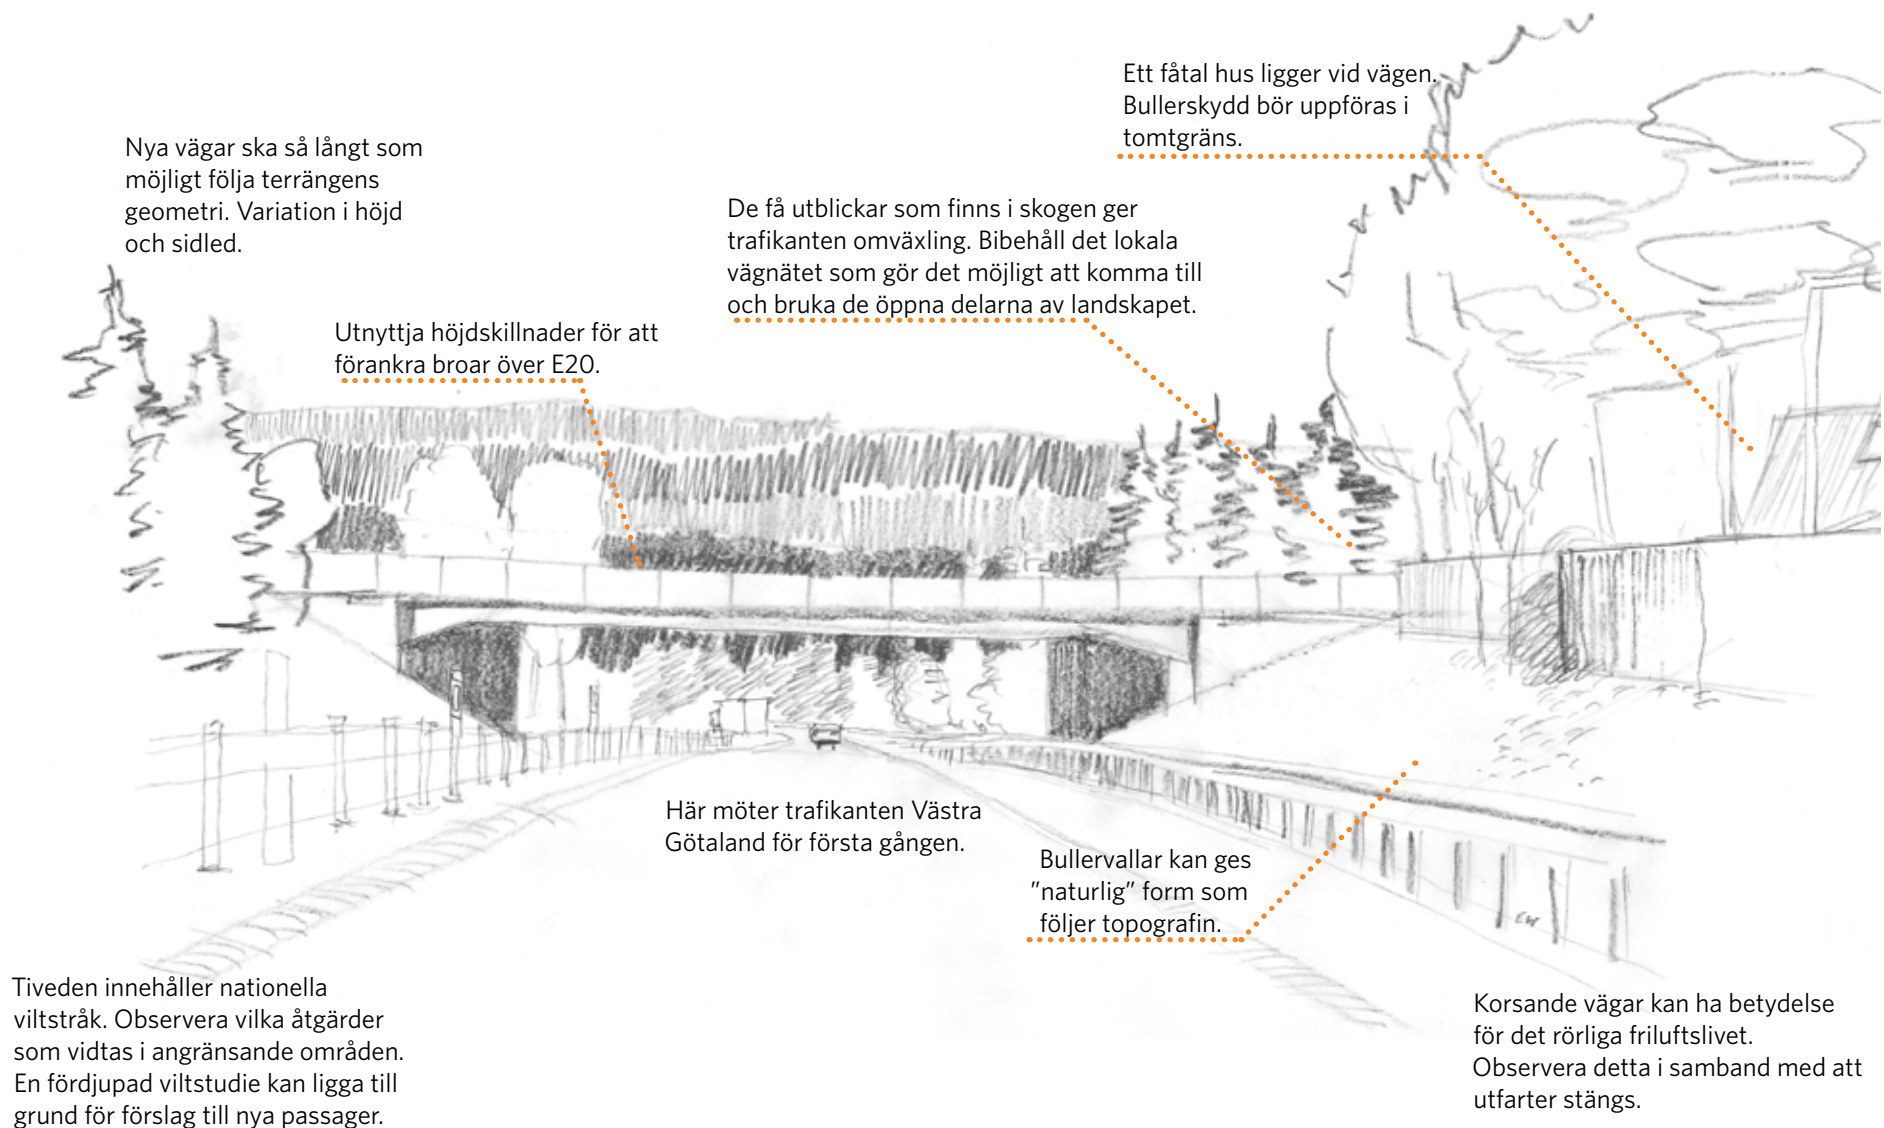 Ett fåtal hus ligger vid vägen.
Bullerskydd bör uppföras i
tomtgräns.
Nya vägar ska så långt som
möjligt följa terrängens
geometri. Variation i höjd
och sidled.
De få utblickar som finns i skogen ger
trafikanten omväxling. Bibehåll det lokala
vägnätet som gör det möjligt att komma till
och bruka de öppna delarna av landskapet.
Utnyttja höjdskillnader för att
förankra broar över E20.
Här möter trafikanten Västra
Götaland för första gången.
Bullervallar kan ges
”naturlig” form som
följer topografin.
Tiveden innehåller nationella
viltstråk. Observera vilka åtgärder
som vidtas i angränsande områden.
En fördjupad viltstudie kan ligga till
grund för förslag till nya passager.
Korsande vägar kan ha betydelse
för det rörliga friluftslivet.
Observera detta i samband med att
utfarter stängs.